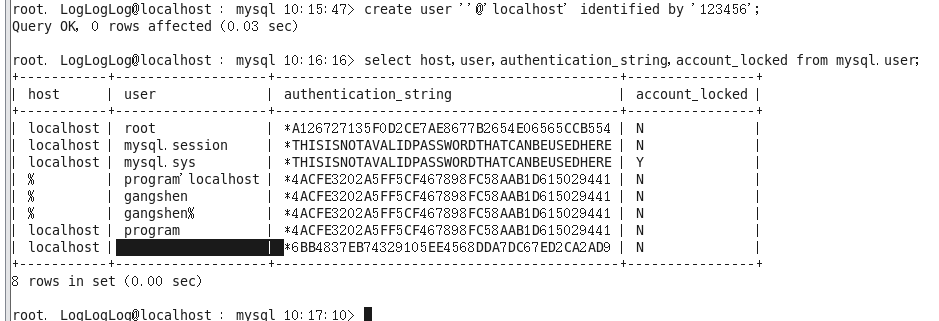 root. LogLogLog@localhost : mysql 10:15:47> create user ''@'localhost' identified by '123456';
Query OK, 0 rows affected (0.03 sec)
root. LogLogLog@localhost : mysql 10:16:16> select host,user,authentication_string,account_locked from mysql.user;
+-----------+-------------------+-------------------------------------------+----------------+
| host | user | authentication_string | account_locked |
+-----------+-------------------+-------------------------------------------+----------------+
| localhost | root | *A126727135F0D2CE7AE8677B2654E06565CCB554 | N |
| localhost | mysql.session | *THISISNOTAVALIDPASSWORDTHATCANBEUSEDHERE | N |
| localhost | mysql.sys | *THISISNOTAVALIDPASSWORDTHATCANBEUSEDHERE | Y |
| % | program'localhost | *4ACFE3202A5FF5CF467898FC58AAB1D615029441 | N |
| % | gangshen | *4ACFE3202A5FF5CF467898FC58AAB1D615029441 | N |
| % | gangshen% | *4ACFE3202A5FF5CF467898FC58AAB1D615029441 | N |
| localhost | program | *4ACFE3202A5FF5CF467898FC58AAB1D615029441 | N |
| localhost | | *6BB4837EB74329105EE4568DDA7DC67ED2CA2AD9 | N |
+-----------+-------------------+-------------------------------------------+----------------+
8 rows in set (0.00 sec)
root. LogLogLog@localhost : mysql 10:17:10>